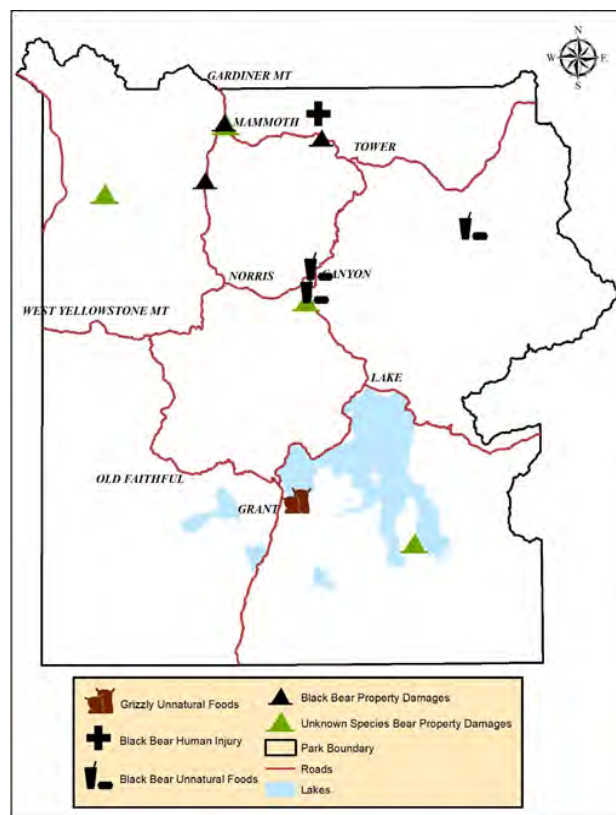 N
W E
S
GARDINER MT
MAMMOTH
TOWER
NORRIS
CANYON
WEST YELLOWSTONE MT
LAKE
OLD FAITHFUL
GRANT
Grizzly Unnatural Foods
Black Bear Human Injury
Black Bear Unnatural Foods
Black Bear Property Damages
Unknown Species Bear Property Damages
Park Boundary
Roads
Lakes